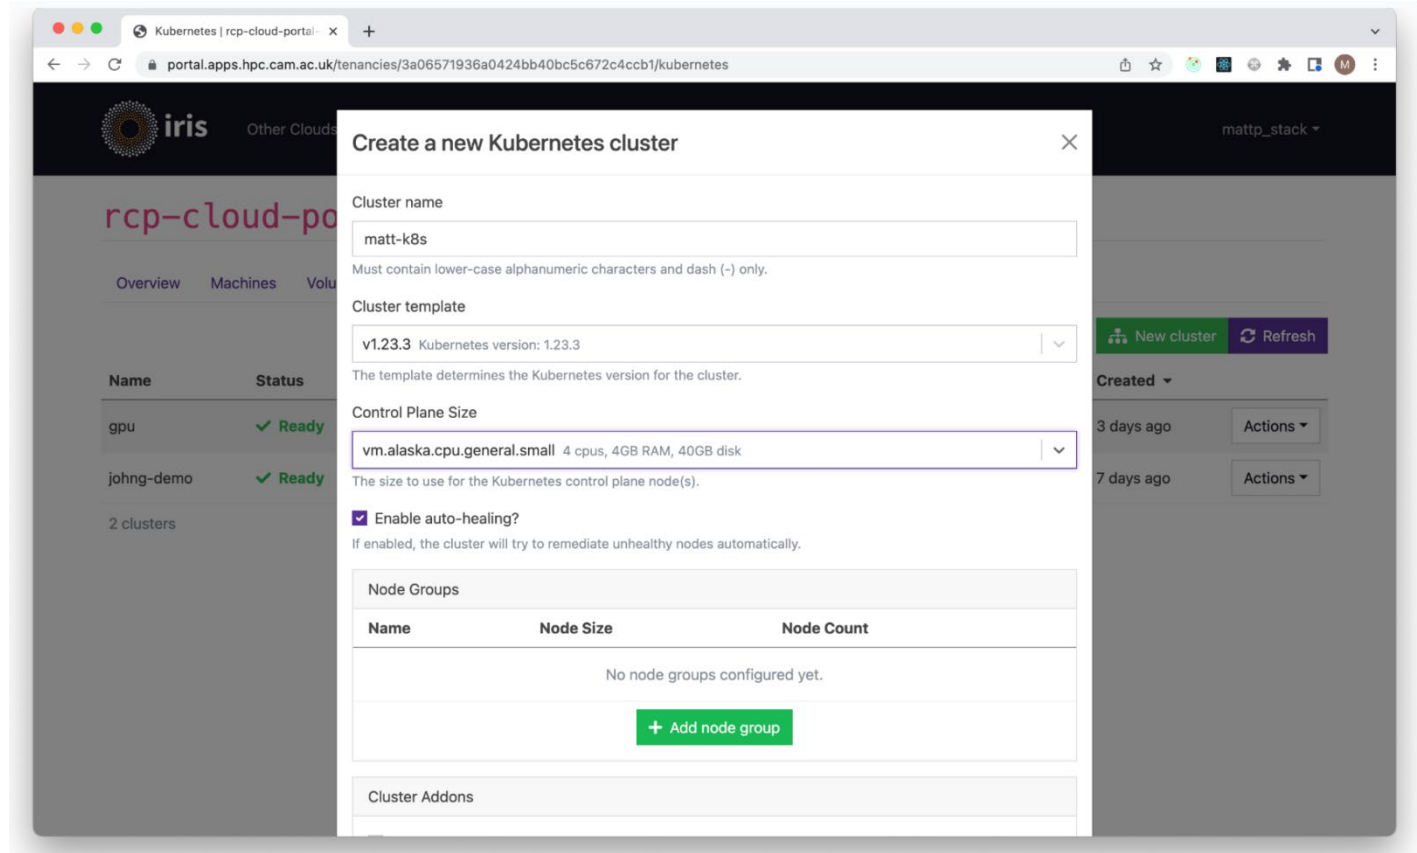 Kubernetes | rcp-cloud-portal-
portal.apps.hpc.cam.ac.uk/tenancies/3a06571936a0424bb40bc5c672c4ccb1/kubernetes
M
iris
Other Clouds
mattp_stack
rcp-cloud-po
Overview Machines Volu
New cluster Refresh
Name Status Created
gpu Ready 3 days ago Actions
johng-demo Ready 7 days ago Actions
2 clusters
Create a new Kubernetes cluster
Cluster name
matt-k8s
Must contain lower-case alphanumeric characters and dash (-) only.
Cluster template
v1.23.3 Kubernetes version: 1.23.3
The template determines the Kubernetes version for the cluster.
Control Plane Size
vm.alaska.cpu.general.small 4 cpus, 4GB RAM, 40GB disk
The size to use for the Kubernetes control plane node(s).
Enable auto-healing?
If enabled, the cluster will try to remediate unhealthy nodes automatically.
Node Groups
Name Node Size Node Count
No node groups configured yet.
+ Add node group
Cluster Addons